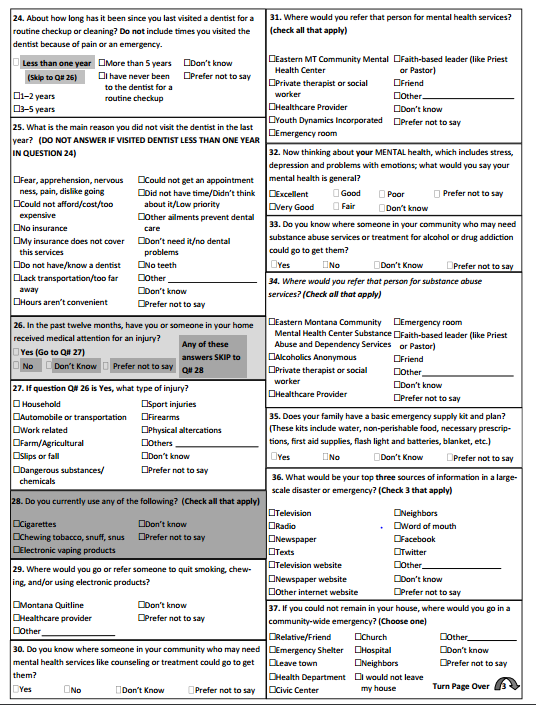 24. About how long has it been since you last visited a dentist for a
routine checkup or cleaning? Do not include times you visited the
dentist because of pain or an emergency.
☐ Less than one year ☐More than 5 years ☐Don't know
(Skip to Q# 26) ☐I have never been ☐Prefer not to say
to the dentist for a
☐1–2 years routine checkup
☐3–5 years
25. What is the main reason you did not visit the dentist in the last
year? (DO NOT ANSWER IF VISITED DENTIST LESS THAN ONE YEAR
IN QUESTION 24)
☐Fear, apprehension, nervous
ness, pain, dislike going
☐Could not afford/cost/too
expensive
☐No insurance
☐My insurance does not cover
this services
☐Do not have/know a dentist
☐Lack transportation/too far
away
☐Hours aren't convenient
☐Could not get an appointment
☐Did not have time/Didn't think
about it/Low priority
☐Other ailments prevent dental
care
☐Don't need it/no dental
problems
☐No teeth
☐Other
☐Don't know
☐Prefer not to say
26. In the past twelve months, have you or someone in your home
received medical attention for an injury?
☐ Yes (Go to Q# 27)
☐ No ☐ Don't Know ☐ Prefer not to say
Any of these
answers SKIP to
Q# 28
27. If question Q# 26 is Yes, what type of injury?
☐ Household
☐Automobile or transportation
☐Work related
☐Farm/Agricultural
☐Slips or fall
☐Dangerous substances/
chemicals
☐Sport injuries
☐Firearms
☐Physical altercations
☐Others
☐Don't know
☐Prefer not to say
28. Do you currently use any of the following? (Check all that apply)
☐Cigarettes ☐Don't know
☐Chewing tobacco, snuff, snus ☐Prefer not to say
☐Electronic vaping products
29. Where would you go or refer someone to quit smoking, chew-
ing, and/or using electronic products?
☐Montana Quitline ☐Don't know
☐Healthcare provider ☐Prefer not to say
☐Other
30. Do you know where someone in your community who may need
mental health services like counseling or treatment could go to get
them?
☐Yes ☐No ☐Don't Know ☐Prefer not to say
31. Where would you refer that person for mental health services?
(check all that apply)
☐Eastern MT Community Mental
Health Center
☐Private therapist or social
worker
☐Healthcare Provider
☐Youth Dynamics Incorporated
☐Emergency room
☐Faith-based leader (like Priest
or Pastor)
☐Friend
☐Other
☐Don't know
☐Prefer not to say
32. Now thinking about your MENTAL health, which includes stress,
depression and problems with emotions; what would you say your
mental health is general?
☐Excellent ☐ Good ☐ Poor ☐ Prefer not to say
☐Very Good ☐ Fair ☐Don't know
33. Do you know where someone in your community who may need
substance abuse services or treatment for alcohol or drug addiction
could go to get them?
☐Yes ☐No ☐Don't Know ☐Prefer not to say
34. Where would you refer that person for substance abuse
services? (Check all that apply)
☐Eastern Montana Community
Mental Health Center Substance
Abuse and Dependency Services
☐Alcoholics Anonymous
☐Private therapist or social
worker
☐Healthcare Provider
☐Emergency room
☐Faith-based leader (like Priest
or Pastor)
☐Friend
☐Other
☐Don't know
☐Prefer not to say
35. Does your family have a basic emergency supply kit and plan?
(These kits include water, non-perishable food, necessary prescrip-
tions, first aid supplies, flash light and batteries, blanket, etc.)
☐Yes ☐No ☐Don't Know ☐Prefer not to say
36. What would be your top three sources of information in a large-
scale disaster or emergency? (Check 3 that apply)
☐Television
☐Radio
☐Newspaper
☐Texts
☐Television website
☐Newspaper website
☐Other internet website
☐Neighbors
☐Word of mouth
☐Facebook
☐Twitter
☐Other
☐Don't know
☐Prefer not to say
37. If you could not remain in your house, where would you go in a
community-wide emergency? (Choose one)
☐Relative/Friend ☐Church ☐Other
☐Emergency Shelter ☐Hospital ☐Don't know
☐Leave town ☐Neighbors ☐Prefer not to say
☐Health Department ☐I would not leave
☐Civic Center my house
Turn Page Over 3